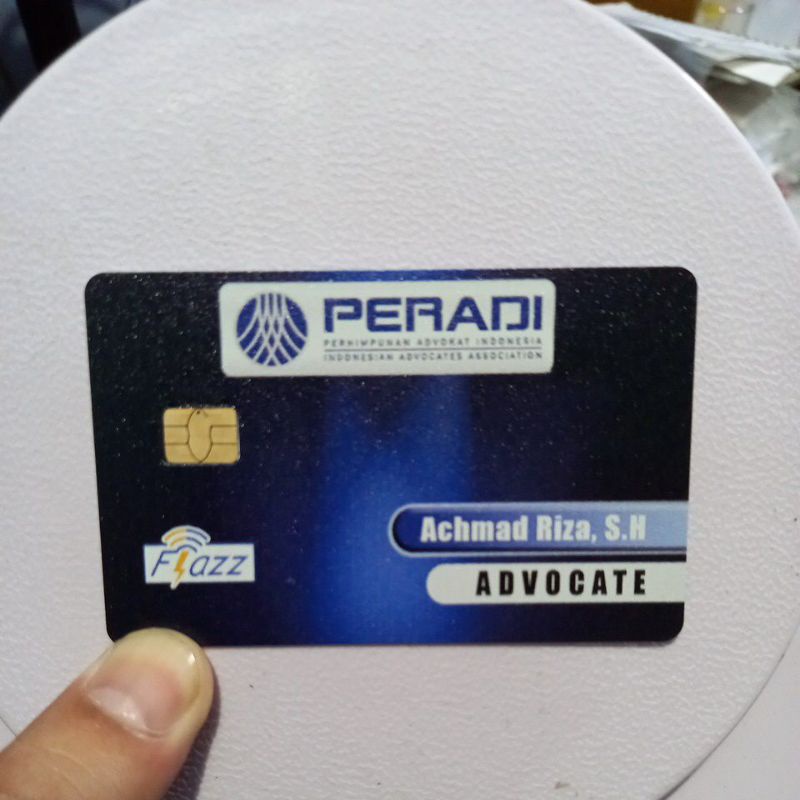 PERADI
PERHIMPUNAN ADVOKAT INDONESIA
INDONESIAN ADVOCATES ASSOCIATION
Achmad Riza, S.H
Flazz
ADVOCATE